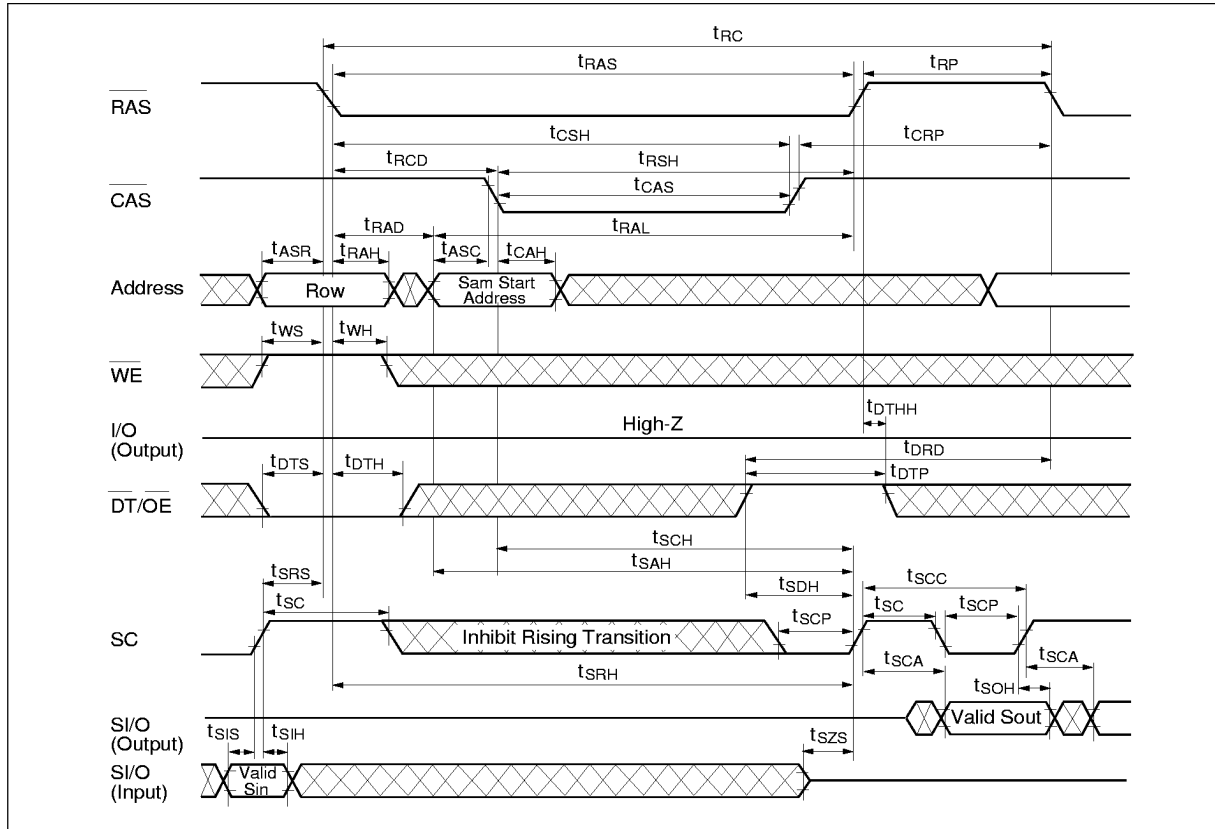 tRC
tRAS
tRP
RAS
tCSH
tCRP
tRCD
tRSH
CAS
tCAS
tRAD
tRAL
tASR
tRAH
tASC
tCAH
Address
Row
Sam Start
Address
tWS
tWH
WE
tDTHH
I/O
(Output)
High-Z
tDRD
tDTS
tDTH
tDTP
DT/OE
tSCH
tSAH
tSRS
tSDH
tSCC
tSC
tSCP
tSC
tSCP
SC
Inhibit Rising Transition
tSRH
tSCA
tSCA
tSOH
SI/O
(Output)
Valid Sout
tSIS
tSIH
tSZS
SI/O
(Input)
Valid
Sin